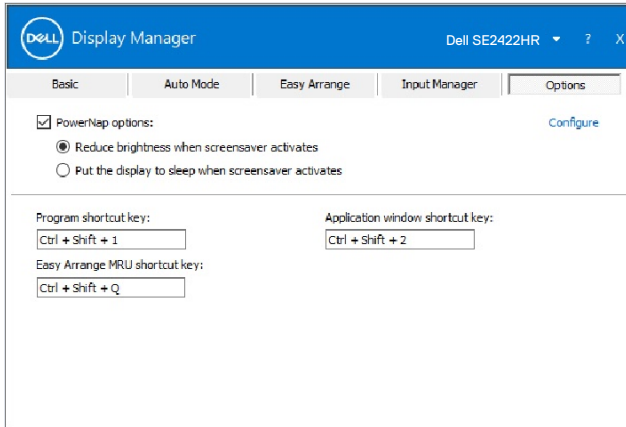 DELL Display Manager Dell SE2422HR ? X
Basic Auto Mode Easy Arrange Input Manager Options
PowerNap options: Configure
Reduce brightness when screensaver activates
Put the display to sleep when screensaver activates
Program shortcut key: Application window shortcut key:
Ctrl + Shift + 1 Ctrl + Shift + 2
Easy Arrange MRU shortcut key:
Ctrl + Shift + Q